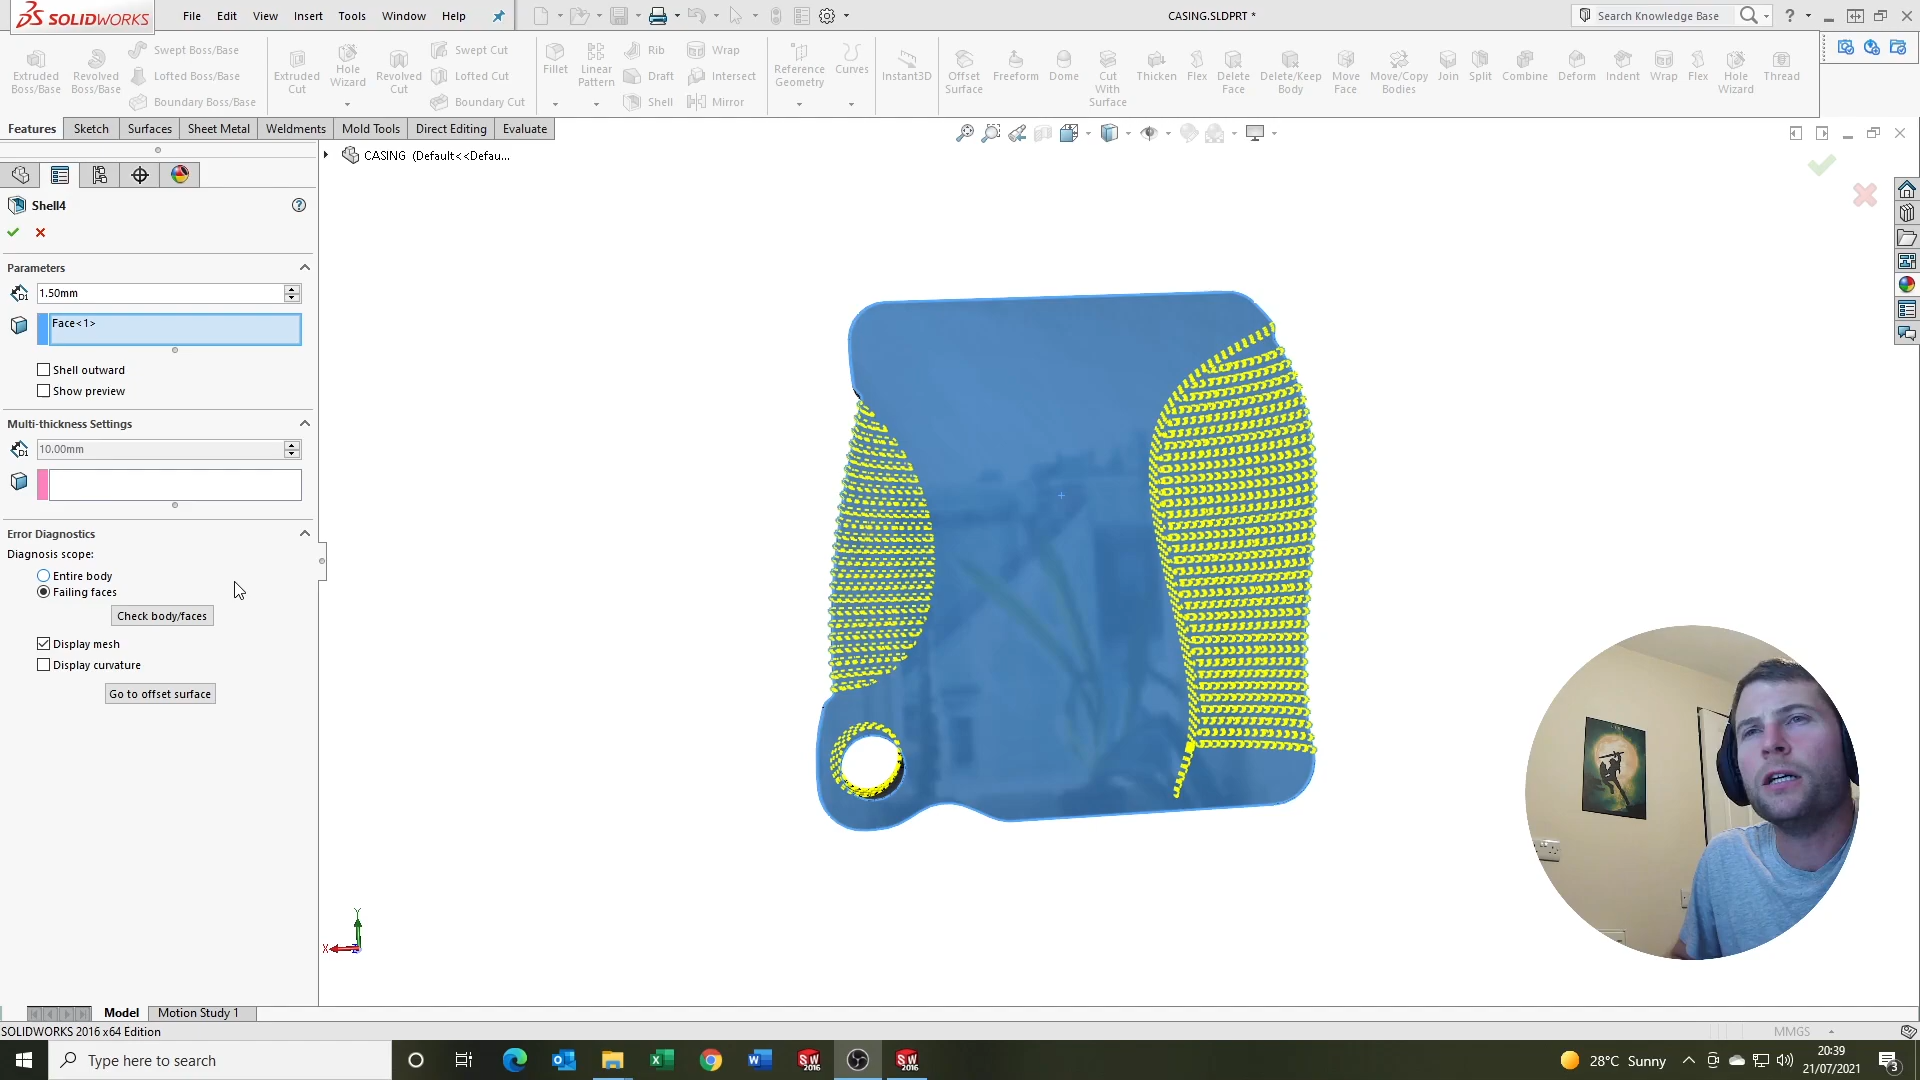 SOLIDWORKS
File Edit View Insert Tools Window Help
CASING.SLDPRT *
Search Knowledge Base
Extruded Boss/Base
Revolved Boss/Base
Swept Boss/Base
Lofted Boss/Base
Boundary Boss/Base
Extruded Cut
Hole Wizard
Revolved Cut
Swept Cut
Lofted Cut
Boundary Cut
Fillet
Linear Pattern
Rib
Draft
Shell
Wrap
Intersect
Mirror
Reference Geometry
Curves
Instant3D
Offset Surface
Freeform
Dome
Cut With Surface
Thicken
Flex
Delete Face
Delete/Keep Body
Move Face
Move/Copy Bodies
Join
Split
Combine
Deform
Indent
Wrap
Flex
Hole Wizard
Thread
Features Sketch Surfaces Sheet Metal Weldments Mold Tools Direct Editing Evaluate
CASING (Default<<Defau...
Shell4
Parameters
1.50mm
Face<1>
Shell outward
Show preview
Multi-thickness Settings
10.00mm
Error Diagnostics
Diagnosis scope:
Entire body
Failing faces
Check body/faces
Display mesh
Display curvature
Go to offset surface
Y
X
Model Motion Study 1
SOLIDWORKS 2016 x64 Edition
MMGS
Type here to search
28°C Sunny
20:39
21/07/2021
3